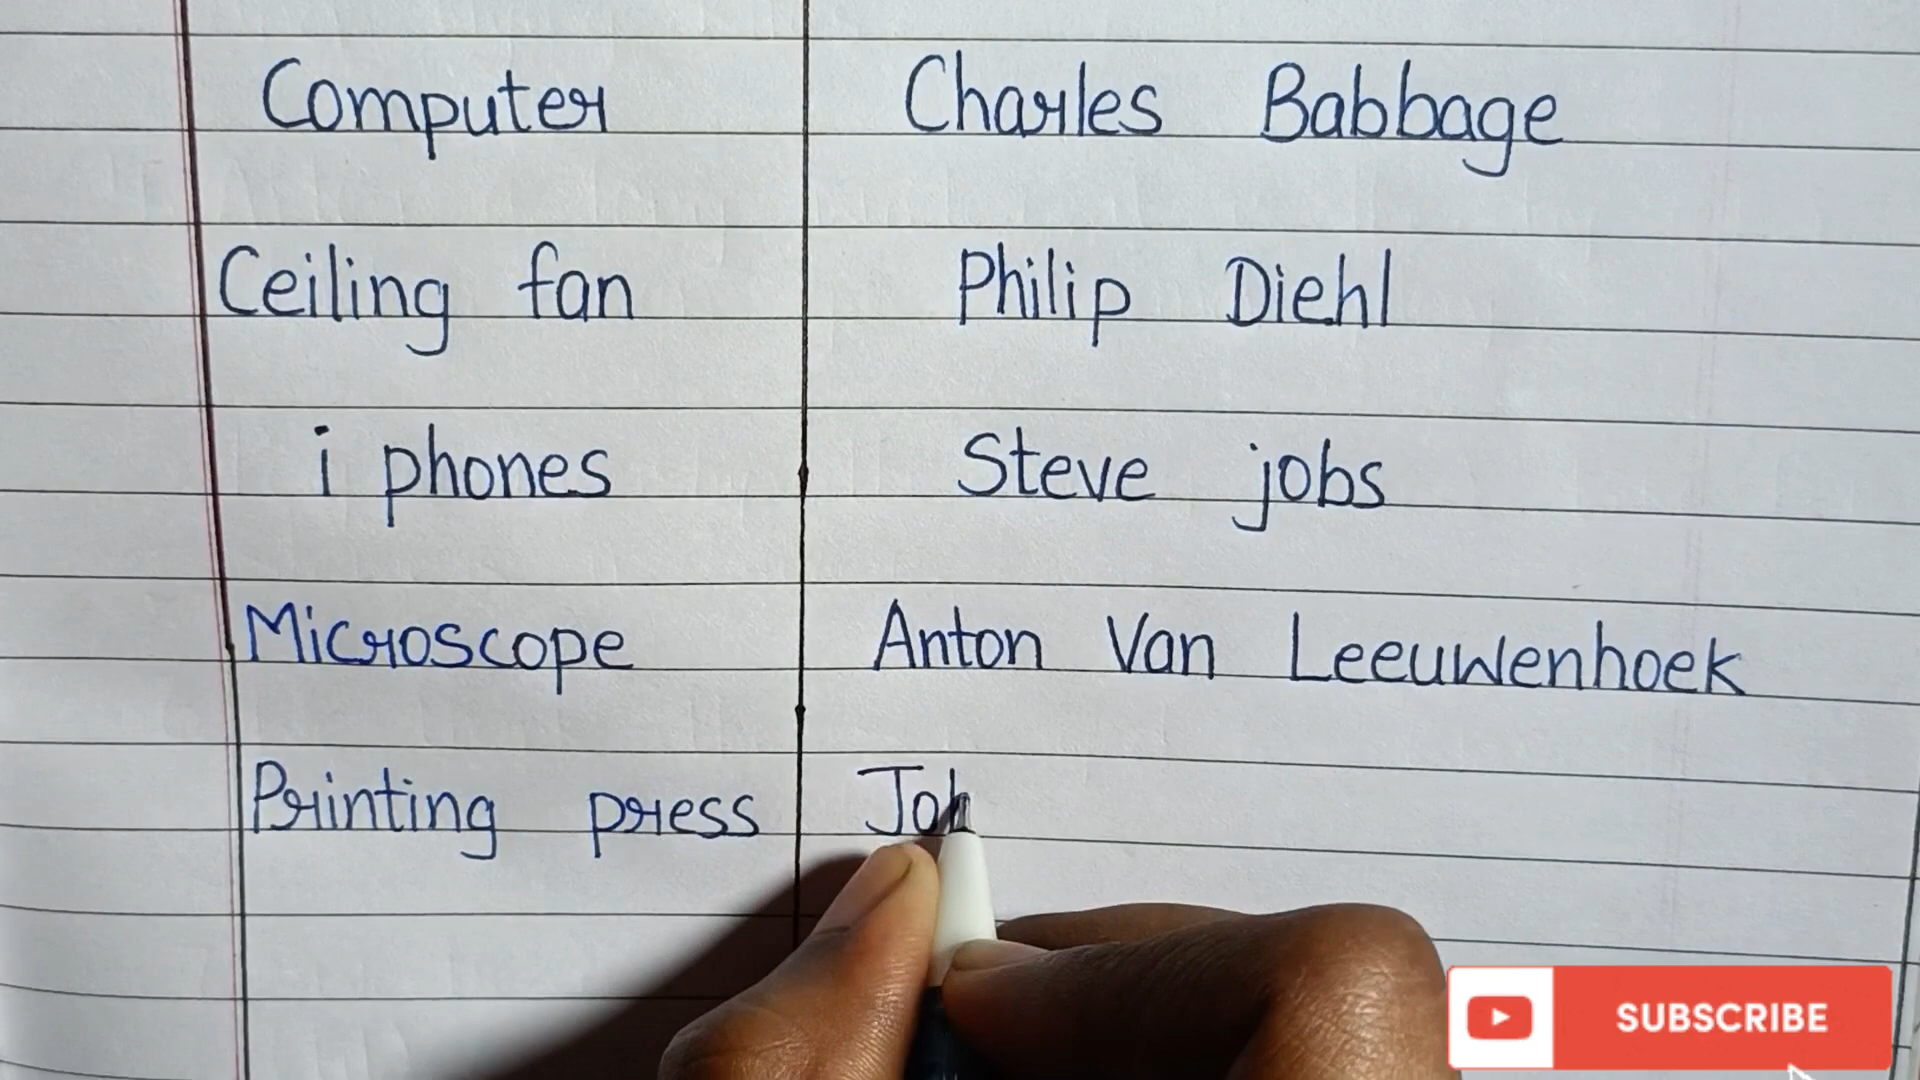 Computer Charles Babbage
Ceiling fan Philip Diehl
i phones Steve jobs
Microscope Anton Van Leeuwenhoek
Printing press Joh
SUBSCRIBE